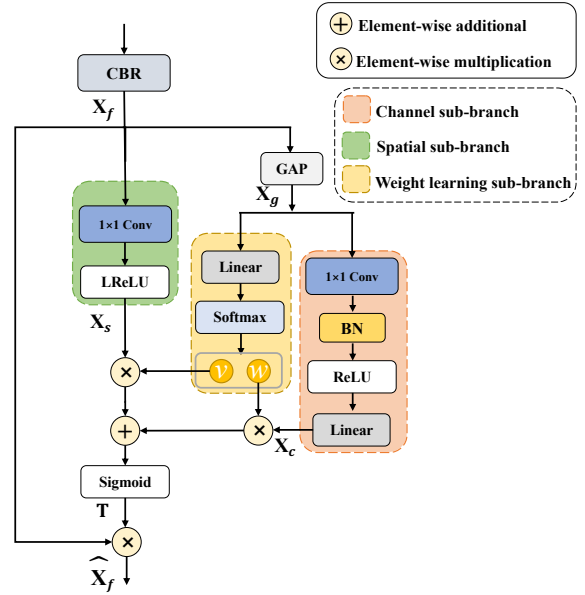 CBR
X_f
+ Element-wise additional
× Element-wise multiplication
Channel sub-branch
Spatial sub-branch
Weight learning sub-branch
GAP
X_g
1×1 Conv
LReLU
X_s
Linear
Softmax
v w
1×1 Conv
BN
ReLU
Linear
X_c
×
+
×
Sigmoid
T
×
X̂_f